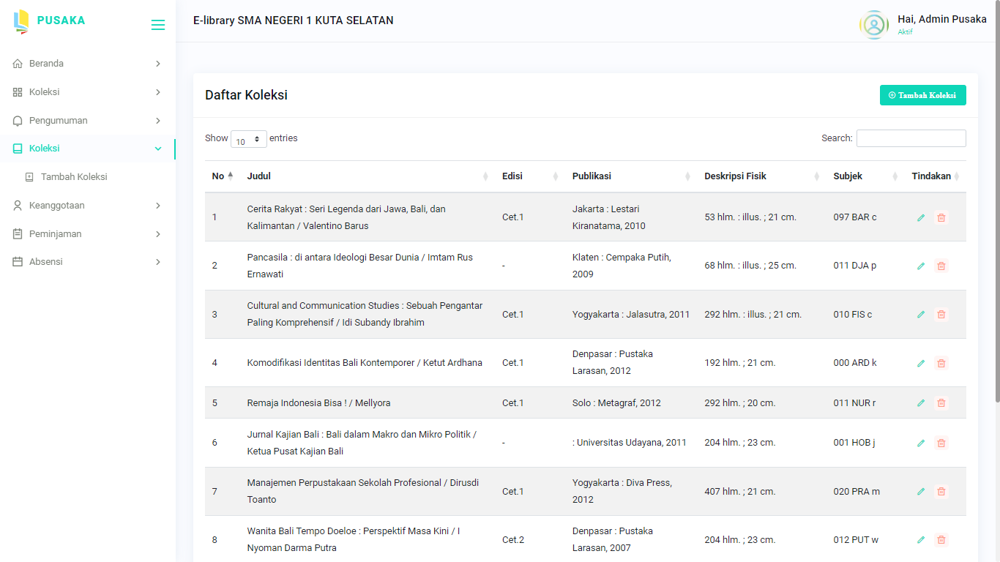 PUSAKA
E-library SMA NEGERI 1 KUTA SELATAN
Hai, Admin Pusaka
Aktif
Beranda
Koleksi
Pengumuman
Koleksi
Tambah Koleksi
Keanggotaan
Peminjaman
Absensi
Daftar Koleksi
Tambah Koleksi
Show 10 entries
Search:
No Judul Edisi Publikasi Deskripsi Fisik Subjek Tindakan
1 Cerita Rakyat : Seri Legenda dari Jawa, Bali, dan
Kalimantan / Valentino Barus
Cet.1
Jakarta : Lestari
Kiranatama, 2010
53 hlm. : illus. ; 21 cm.
097 BAR c
2 Pancasila : di antara Ideologi Besar Dunia / Imtam Rus
Ernawati
-
Klaten : Cempaka Putih,
2009
68 hlm. : illus. ; 25 cm.
011 DJA p
3 Cultural and Communication Studies : Sebuah Pengantar
Paling Komprehensif / Idi Subandy Ibrahim
Cet.1
Yogyakarta : Jalasutra, 2011
292 hlm. : illus. ; 21 cm.
010 FIS c
4 Komodifikasi Identitas Bali Kontemporer / Ketut Ardhana
Cet.1
Denpasar : Pustaka
Larasan, 2012
192 hlm. ; 21 cm.
000 ARD k
5 Remaja Indonesia Bisa ! / Mellyora
Cet.1
Solo : Metagraf, 2012
292 hlm. ; 20 cm.
011 NUR r
6 Jurnal Kajian Bali : Bali dalam Makro dan Mikro Politik /
Ketua Pusat Kajian Bali
-
: Universitas Udayana, 2011
204 hlm. ; 23 cm.
001 HOB j
7 Manajemen Perpustakaan Sekolah Profesional / Dirusdi
Toanto
Cet.1
Yogyakarta : Diva Press,
2012
407 hlm. ; 21 cm.
020 PRA m
8 Wanita Bali Tempo Doeloe : Perspektif Masa Kini / I
Nyoman Darma Putra
Cet.2
Denpasar : Pustaka
Larasan, 2007
204 hlm. ; 23 cm.
012 PUT w